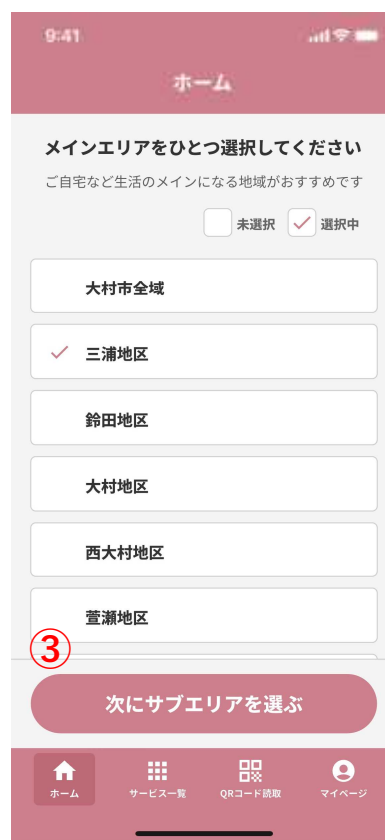 9:41
ホーム
メインエリアをひとつ選択してください
ご自宅など生活のメインになる地域がおすすめです
未選択 選択中
大村市全域
三浦地区
鈴田地区
大村地区
西大村地区
萱瀬地区
③
次にサブエリアを選ぶ
ホーム サービス一覧 QRコード読取 マイページ